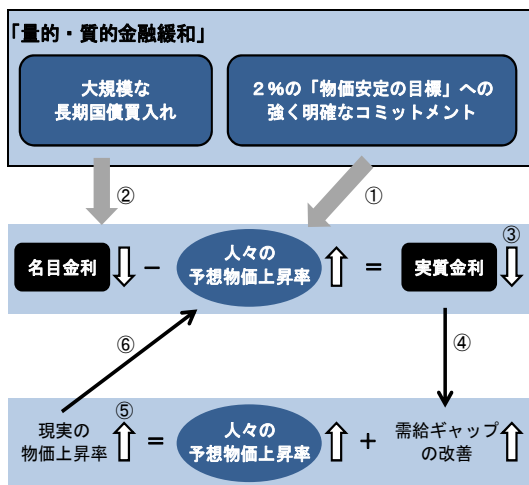 「量的・質的金融緩和」
大規模な
長期国債買入れ
2%の「物価安定の目標」への
強く明確なコミットメント
②
①
③
名目金利
−
人々の
予想物価上昇率
=
実質金利
⑥
④
⑤
現実の
物価上昇率
=
人々の
予想物価上昇率
+
需給ギャップ
の改善